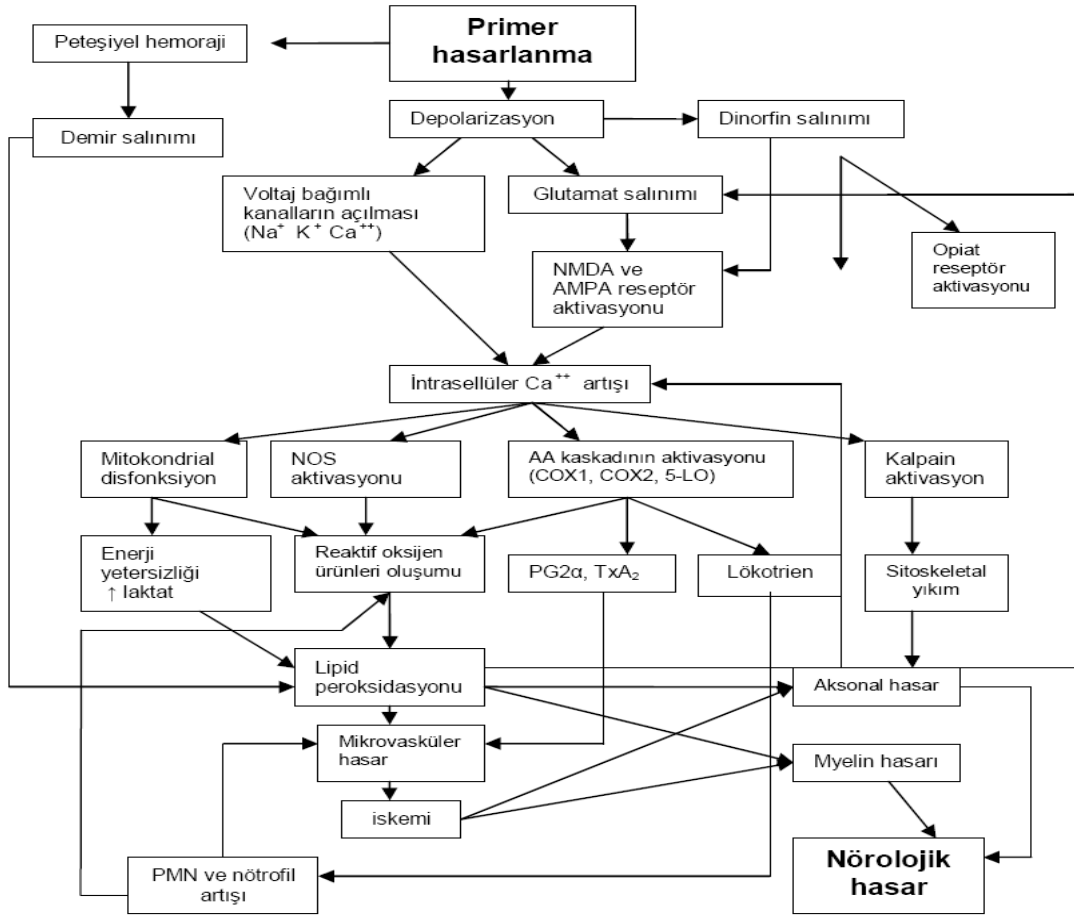 Primer
hasarlanma
Peteşiyel hemoraji
Depolarizasyon
Dinorfin salınımı
Demir salınımı
Voltaj bağımlı
kanalların açılması
(Na⁺ K⁺ Ca⁺⁺)
Glutamat salınımı
Opiat
reseptör
aktivasyonu
NMDA ve
AMPA reseptör
aktivasyonu
İntrasellüler Ca⁺⁺ artışı
Mitokondrial
disfonksiyon
NOS
aktivasyonu
AA kaskadının aktivasyonu
(COX1, COX2, 5-LO)
Kalpain
aktivasyon
Enerji
yetersizliği
↑ laktat
Reaktif oksijen
ürünleri oluşumu
PG2α, TxA₂
Lökotrien
Sitoskeletal
yıkım
Lipid
peroksidasyonu
Aksonal hasar
Mikrovasküler
hasar
Myelin hasarı
iskemi
PMN ve nötrofil
artışı
Nörolojik
hasar